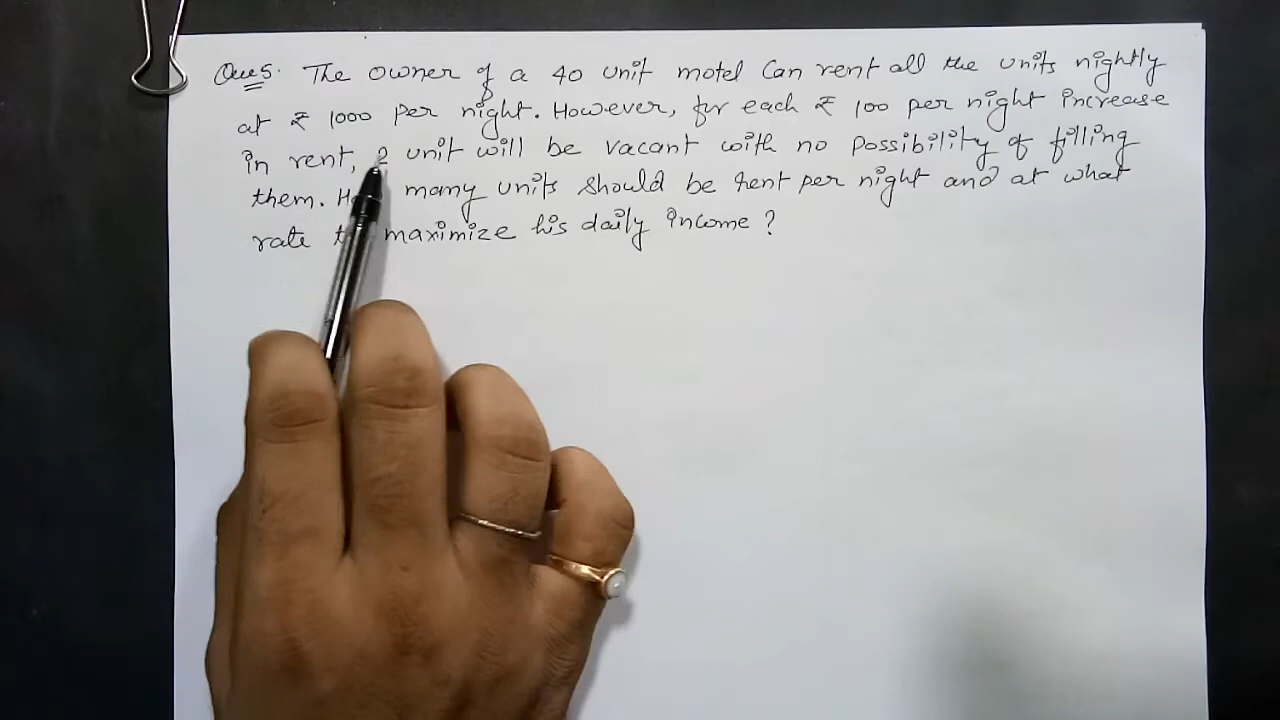 Que 5. The owner of a 40 unit motel can rent all the units nightly
at ₹ 1000 per night. However, for each ₹ 100 per night increase
in rent, 2 unit will be vacant with no possibility of filling
them. many units should be rent per night and at what
rate maximize his daily income ?